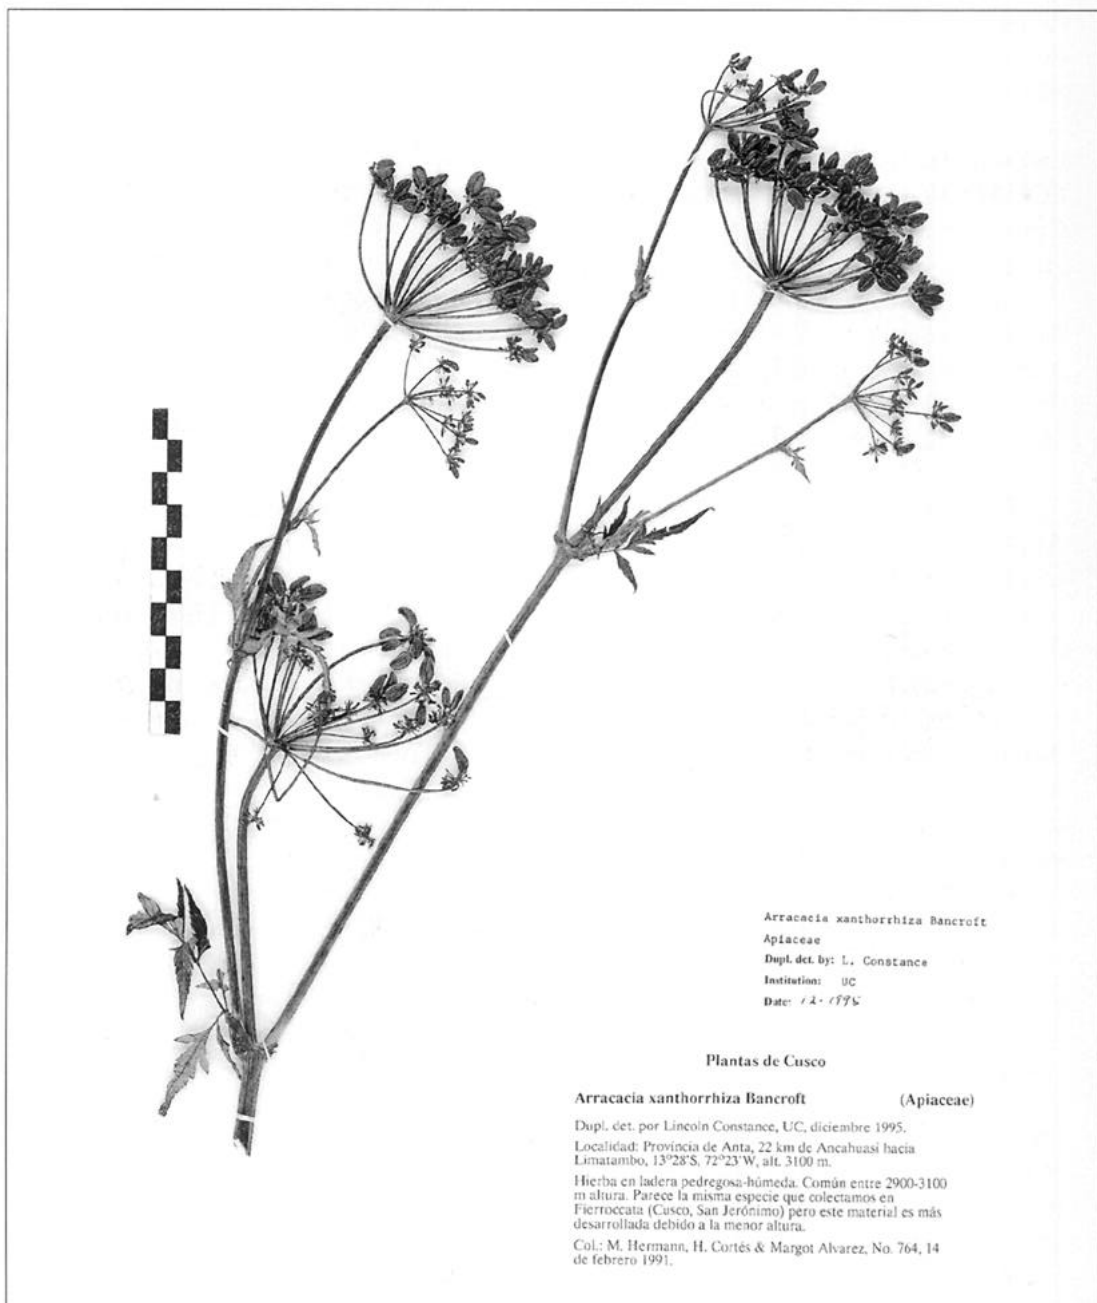 Arracacia xanthorrhiza Bancroft
Apiaceae
Dupl. det. by: L. Constance
Institution: UC
Date: 12-1995
Plantas de Cusco
Arracacia xanthorrhiza Bancroft (Apiaceae)
Dupl. det. por Lincoln Constance, UC, diciembre 1995.
Localidad: Provincia de Anta, 22 km de Ancahuasi hacia
Limatambo, 13°28'S, 72°23'W, alt. 3100 m.
Hierba en ladera pedregosa-húmeda. Común entre 2900-3100
m altura. Parece la misma especie que colectamos en
Fierroccata (Cusco, San Jerónimo) pero este material es más
desarrollada debido a la menor altura.
Col.: M. Hermann, H. Cortés & Margot Alvarez, No. 764, 14
de febrero 1991.